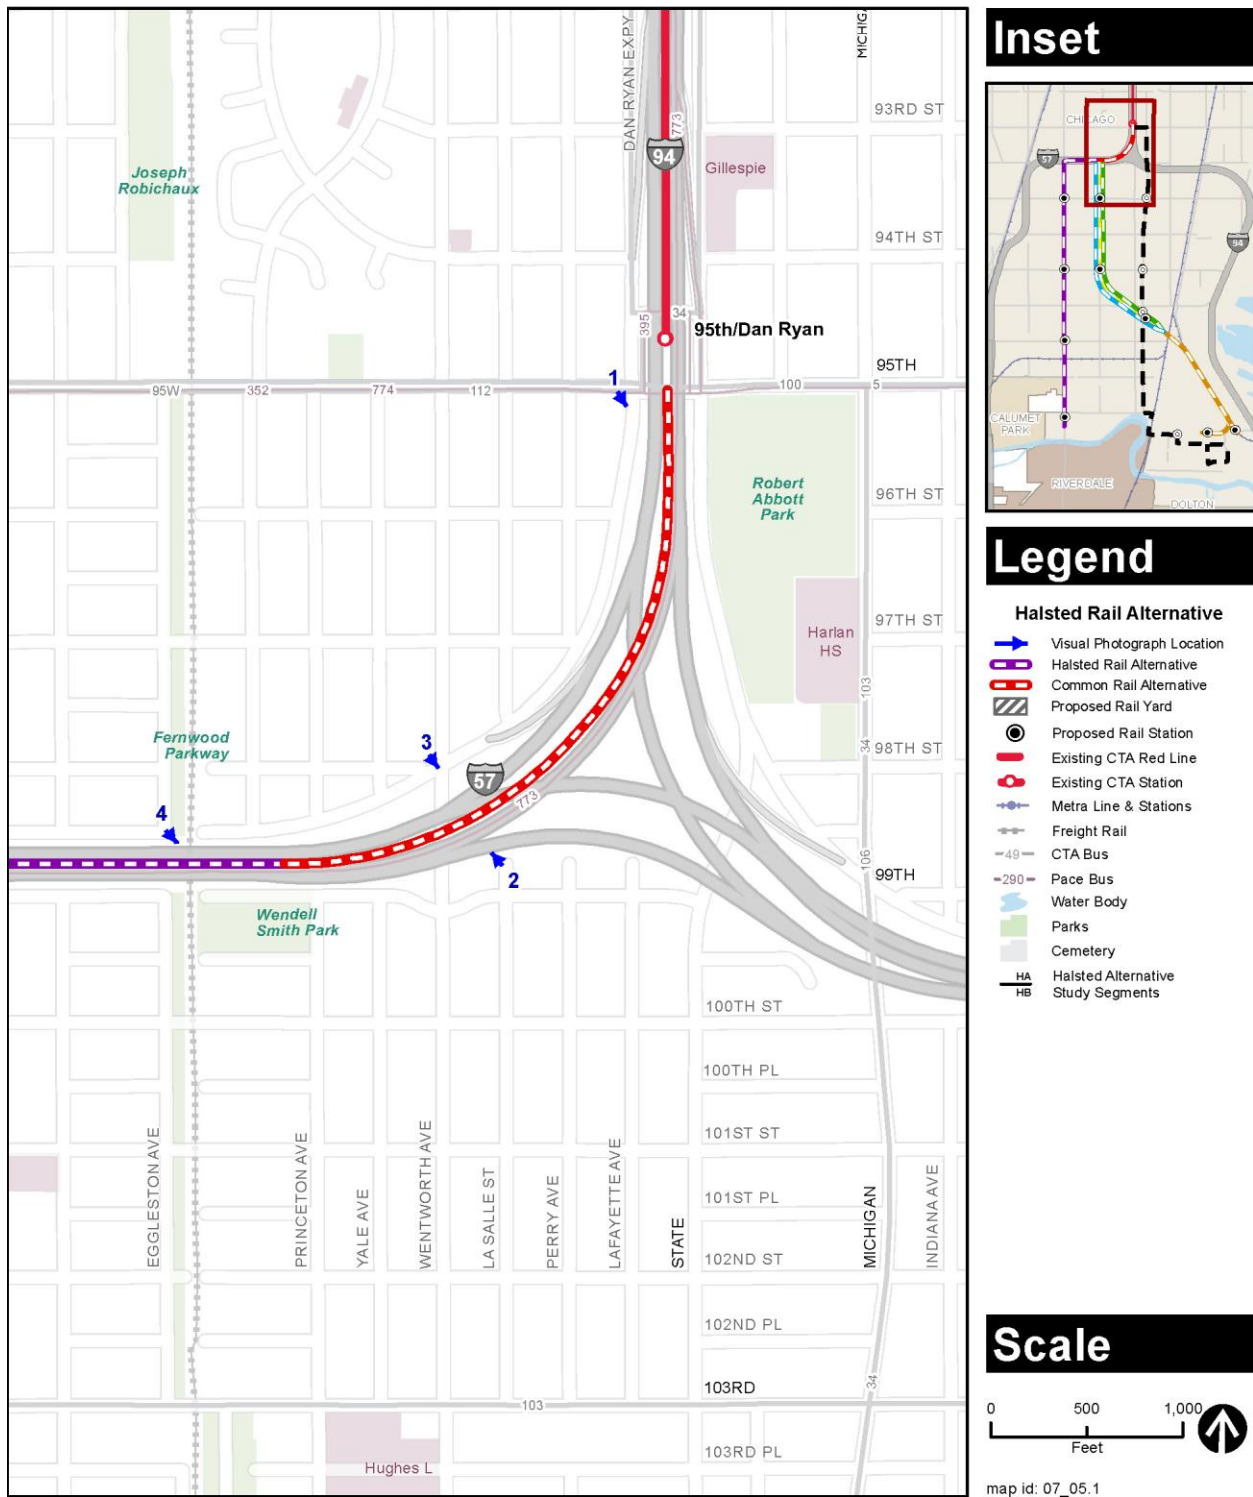 DAN RYAN EXPY
773
MICHIGA
93RD ST
94
Joseph
Robichaux
Gillespie
94TH ST
395
34
95th/Dan Ryan
95TH
1
95W
352
774
112
100
5
Robert
Abbott
Park
96TH ST
97TH ST
Harlan
HS
103
Fernwood
Parkway
3
34
98TH ST
57
773
4
106
99TH
2
Wendell
Smith Park
100TH ST
100TH PL
101ST ST
EGGLESTON AVE
PRINCETON AVE
YALE AVE
WENTWORTH AVE
LA SALLE ST
PERRY AVE
LAFAYETTE AVE
STATE
101ST PL
MICHIGAN
INDIANA AVE
102ND ST
102ND PL
103RD
34
103
103RD PL
Hughes L
Inset
CHICAGO
57
94
CALUMET
PARK
RIVERDALE
DOLTON
Legend
Halsted Rail Alternative
Visual Photograph Location
Halsted Rail Alternative
Common Rail Alternative
Proposed Rail Yard
Proposed Rail Station
Existing CTA Red Line
Existing CTA Station
Metra Line & Stations
Freight Rail
49 CTA Bus
290 Pace Bus
Water Body
Parks
Cemetery
HA Halsted Alternative
HB Study Segments
Scale
0 500 1,000
Feet
map id: 07_05.1